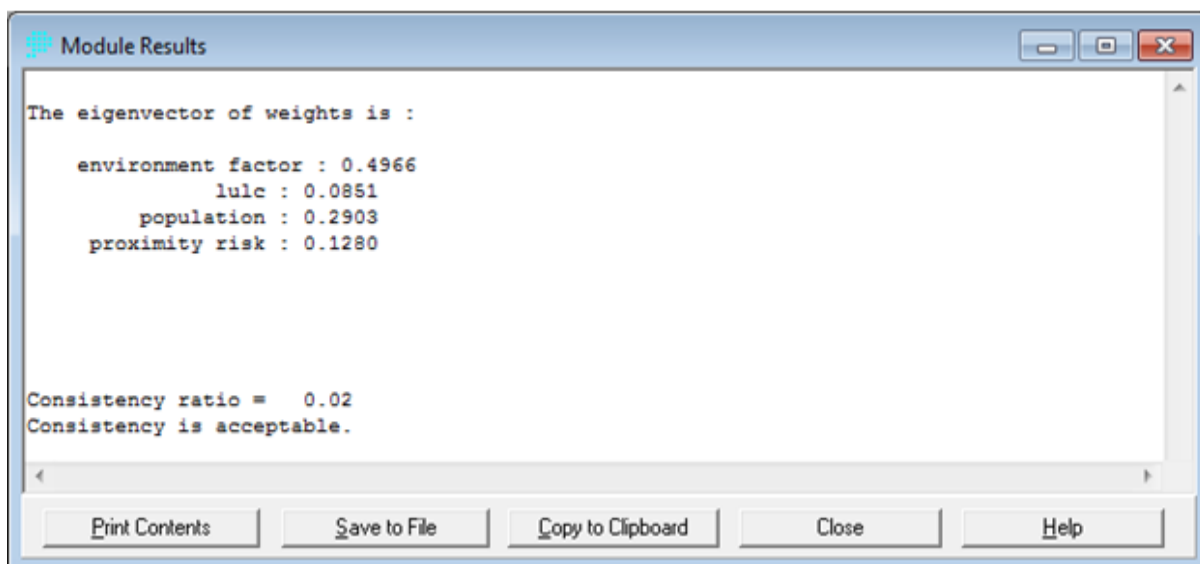 Module Results
The eigenvector of weights is :
environment factor : 0.4966
lulc : 0.0851
population : 0.2903
proximity risk : 0.1280
Consistency ratio = 0.02
Consistency is acceptable.
Print Contents Save to File Copy to Clipboard Close Help